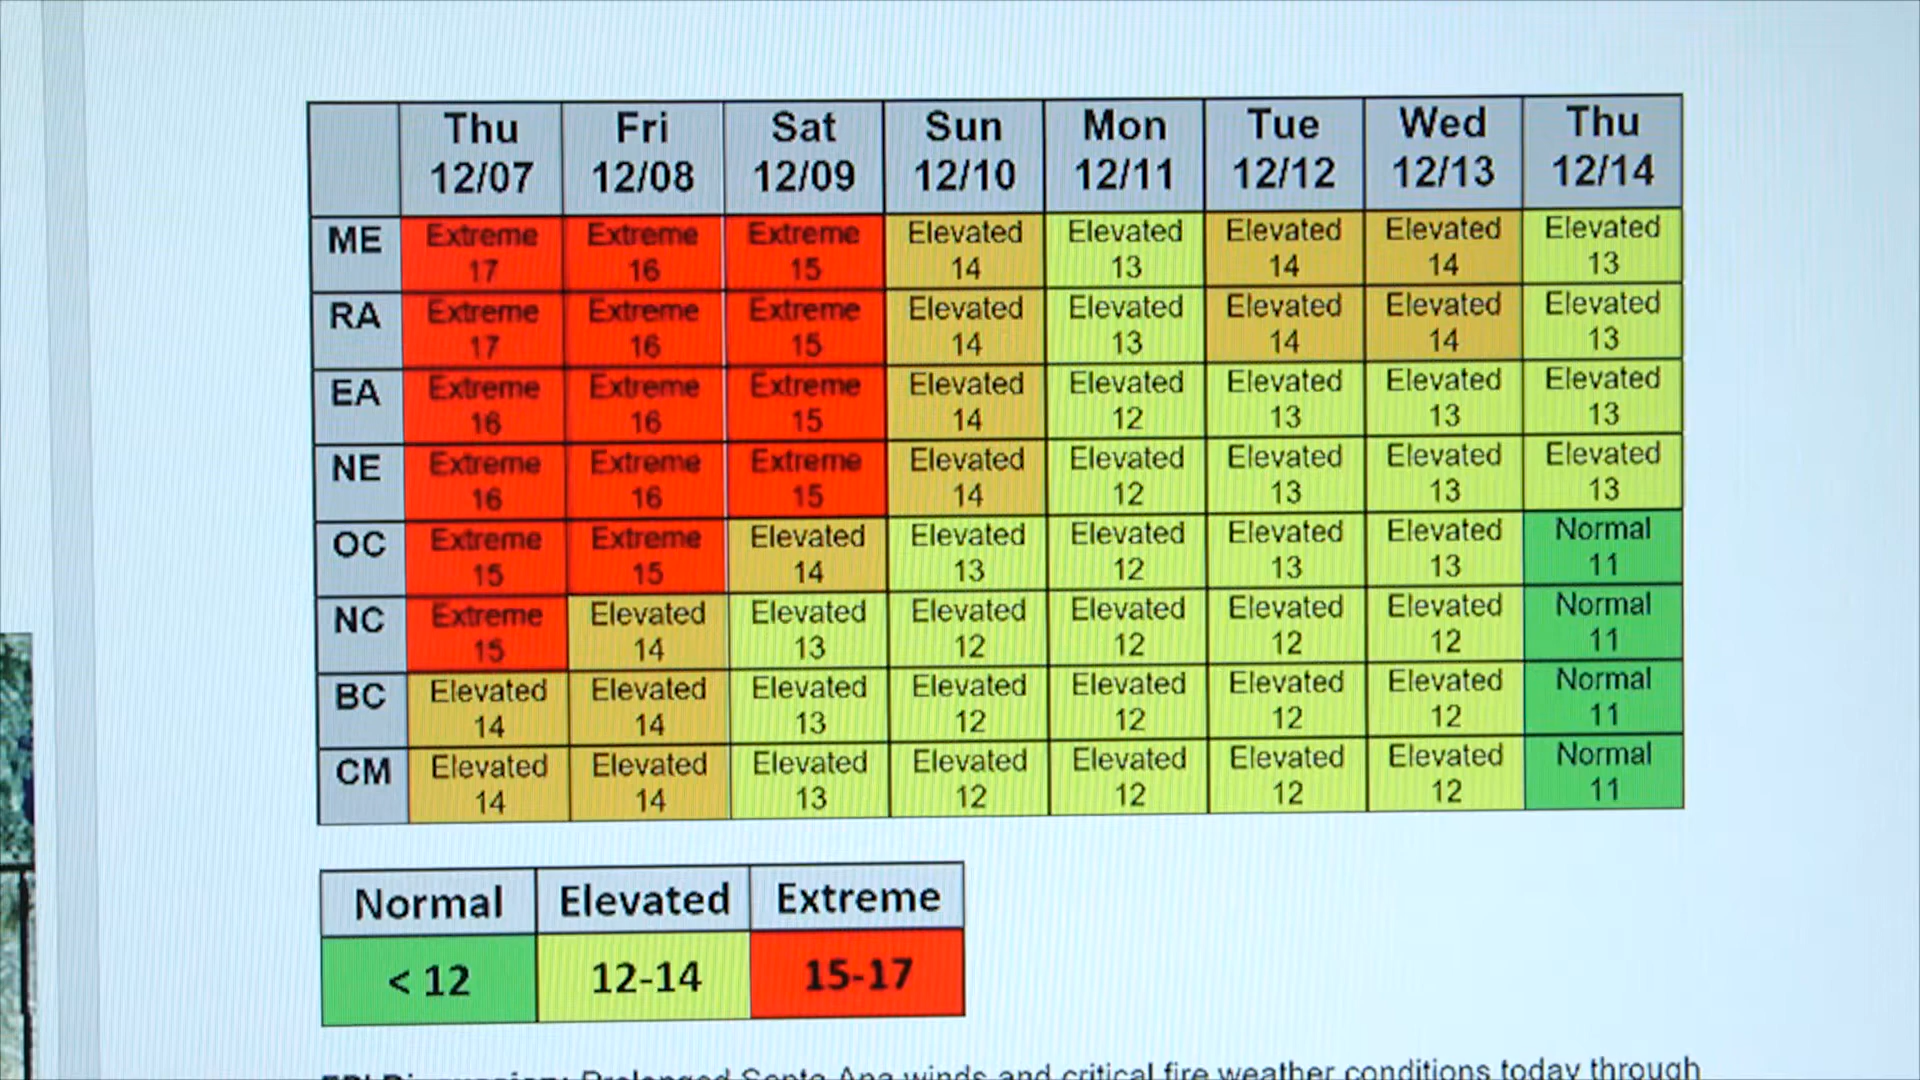 Thu Fri Sat Sun Mon Tue Wed Thu
12/07 12/08 12/09 12/10 12/11 12/12 12/13 12/14
ME Extreme 17 Extreme 16 Extreme 15 Elevated 14 Elevated 13 Elevated 14 Elevated 14 Elevated 13
RA Extreme 17 Extreme 16 Extreme 15 Elevated 14 Elevated 13 Elevated 14 Elevated 14 Elevated 13
EA Extreme 16 Extreme 16 Extreme 15 Elevated 14 Elevated 12 Elevated 13 Elevated 13 Elevated 13
NE Extreme 16 Extreme 16 Extreme 15 Elevated 14 Elevated 12 Elevated 13 Elevated 13 Elevated 13
OC Extreme 15 Extreme 15 Elevated 14 Elevated 13 Elevated 12 Elevated 13 Elevated 13 Normal 11
NC Extreme 15 Elevated 14 Elevated 13 Elevated 12 Elevated 12 Elevated 12 Elevated 12 Normal 11
BC Elevated 14 Elevated 14 Elevated 13 Elevated 12 Elevated 12 Elevated 12 Elevated 12 Normal 11
CM Elevated 14 Elevated 14 Elevated 13 Elevated 12 Elevated 12 Elevated 12 Elevated 12 Normal 11
Normal Elevated Extreme
< 12 12-14 15-17
Prolonged Santa Ana winds and critical fire weather conditions today through